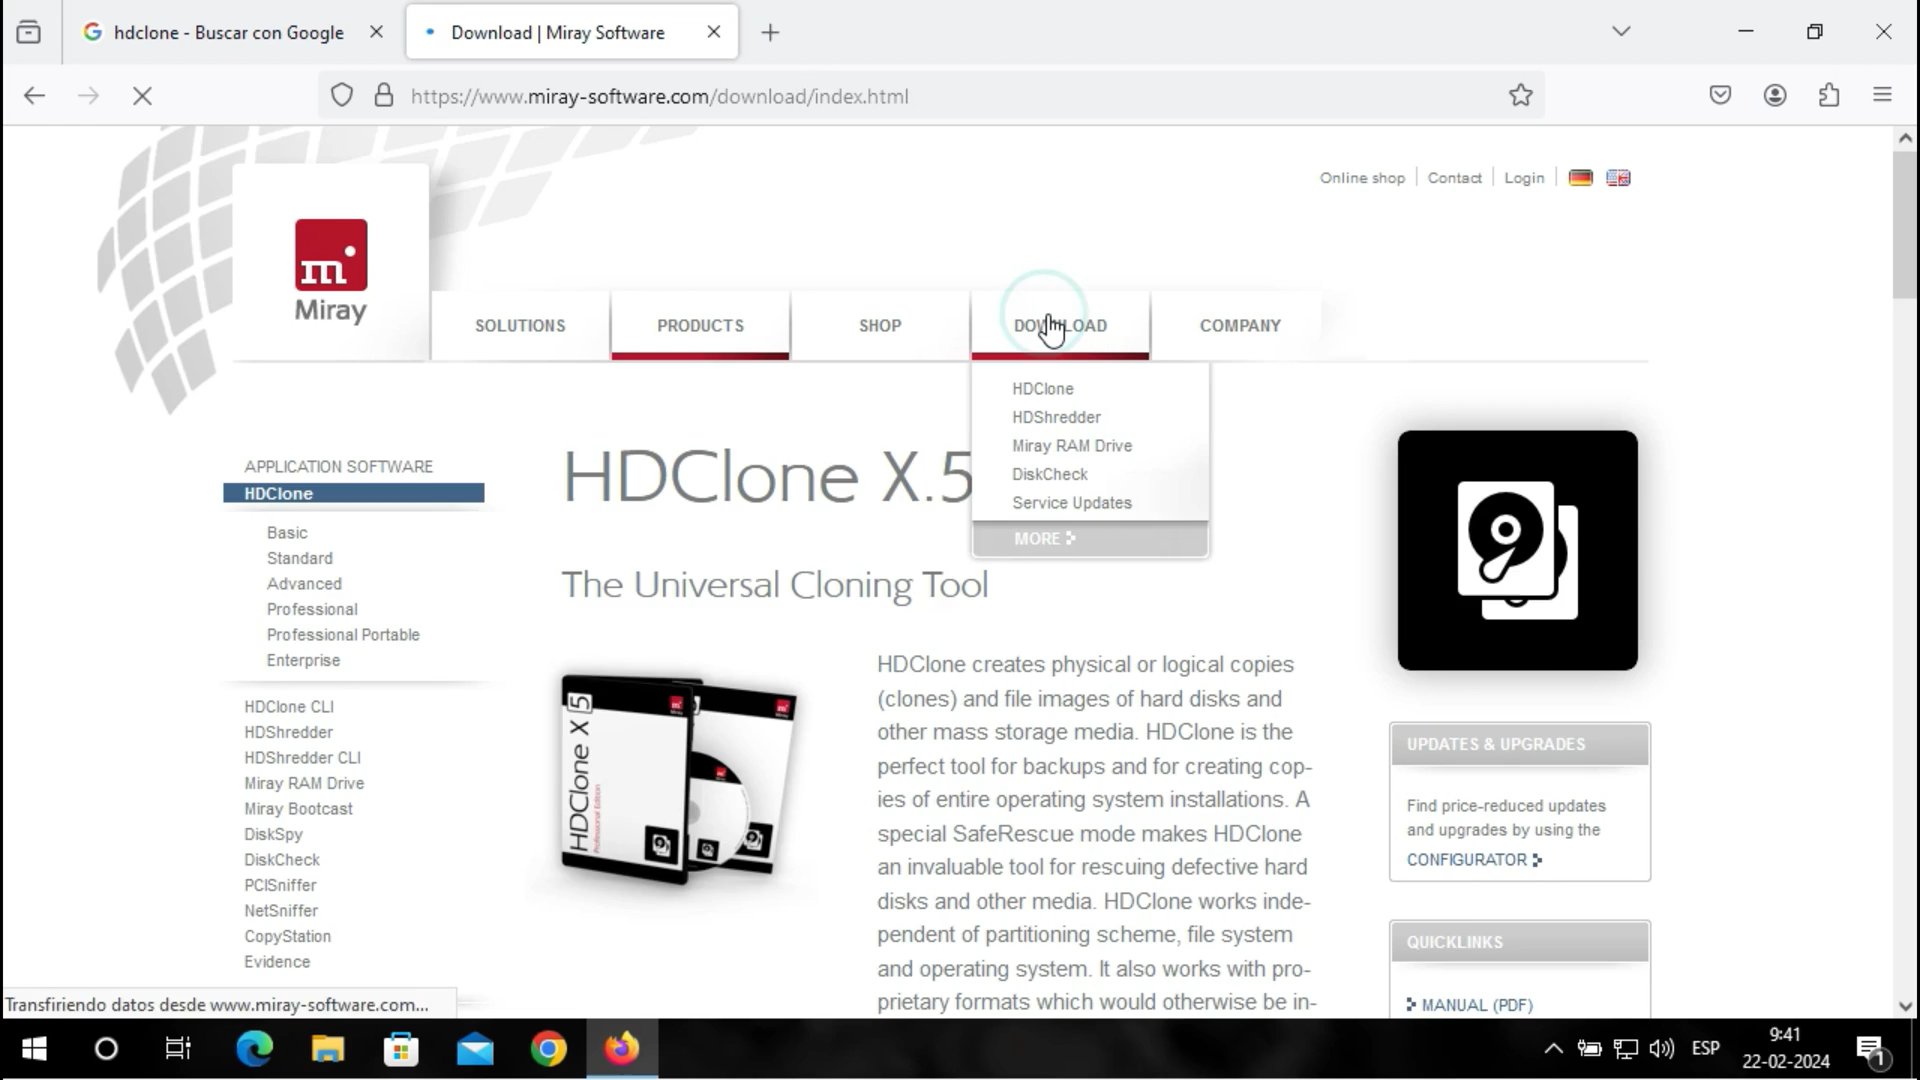 hdclone - Buscar con Google
Download | Miray Software
https://www.miray-software.com/download/index.html
Online shop
Contact
Login
m
Miray
SOLUTIONS
PRODUCTS
SHOP
DOWNLOAD
COMPANY
HDClone
HDShredder
Miray RAM Drive
DiskCheck
Service Updates
MORE
APPLICATION SOFTWARE
HDClone
Basic
Standard
Advanced
Professional
Professional Portable
Enterprise
HDClone CLI
HDShredder
HDShredder CLI
Miray RAM Drive
Miray Bootcast
DiskSpy
DiskCheck
PCISniffer
NetSniffer
CopyStation
Evidence
HDClone X.5
The Universal Cloning Tool
HDClone X 5
Professional Edition
HDClone creates physical or logical copies
(clones) and file images of hard disks and
other mass storage media. HDClone is the
perfect tool for backups and for creating cop-
ies of entire operating system installations. A
special SafeRescue mode makes HDClone
an invaluable tool for rescuing defective hard
disks and other media. HDClone works inde-
pendent of partitioning scheme, file system
and operating system. It also works with pro-
prietary formats which would otherwise be in-
UPDATES & UPGRADES
Find price-reduced updates
and upgrades by using the
CONFIGURATOR
QUICKLINKS
MANUAL (PDF)
Transfiriendo datos desde www.miray-software.com...
ESP
9:41
22-02-2024
1